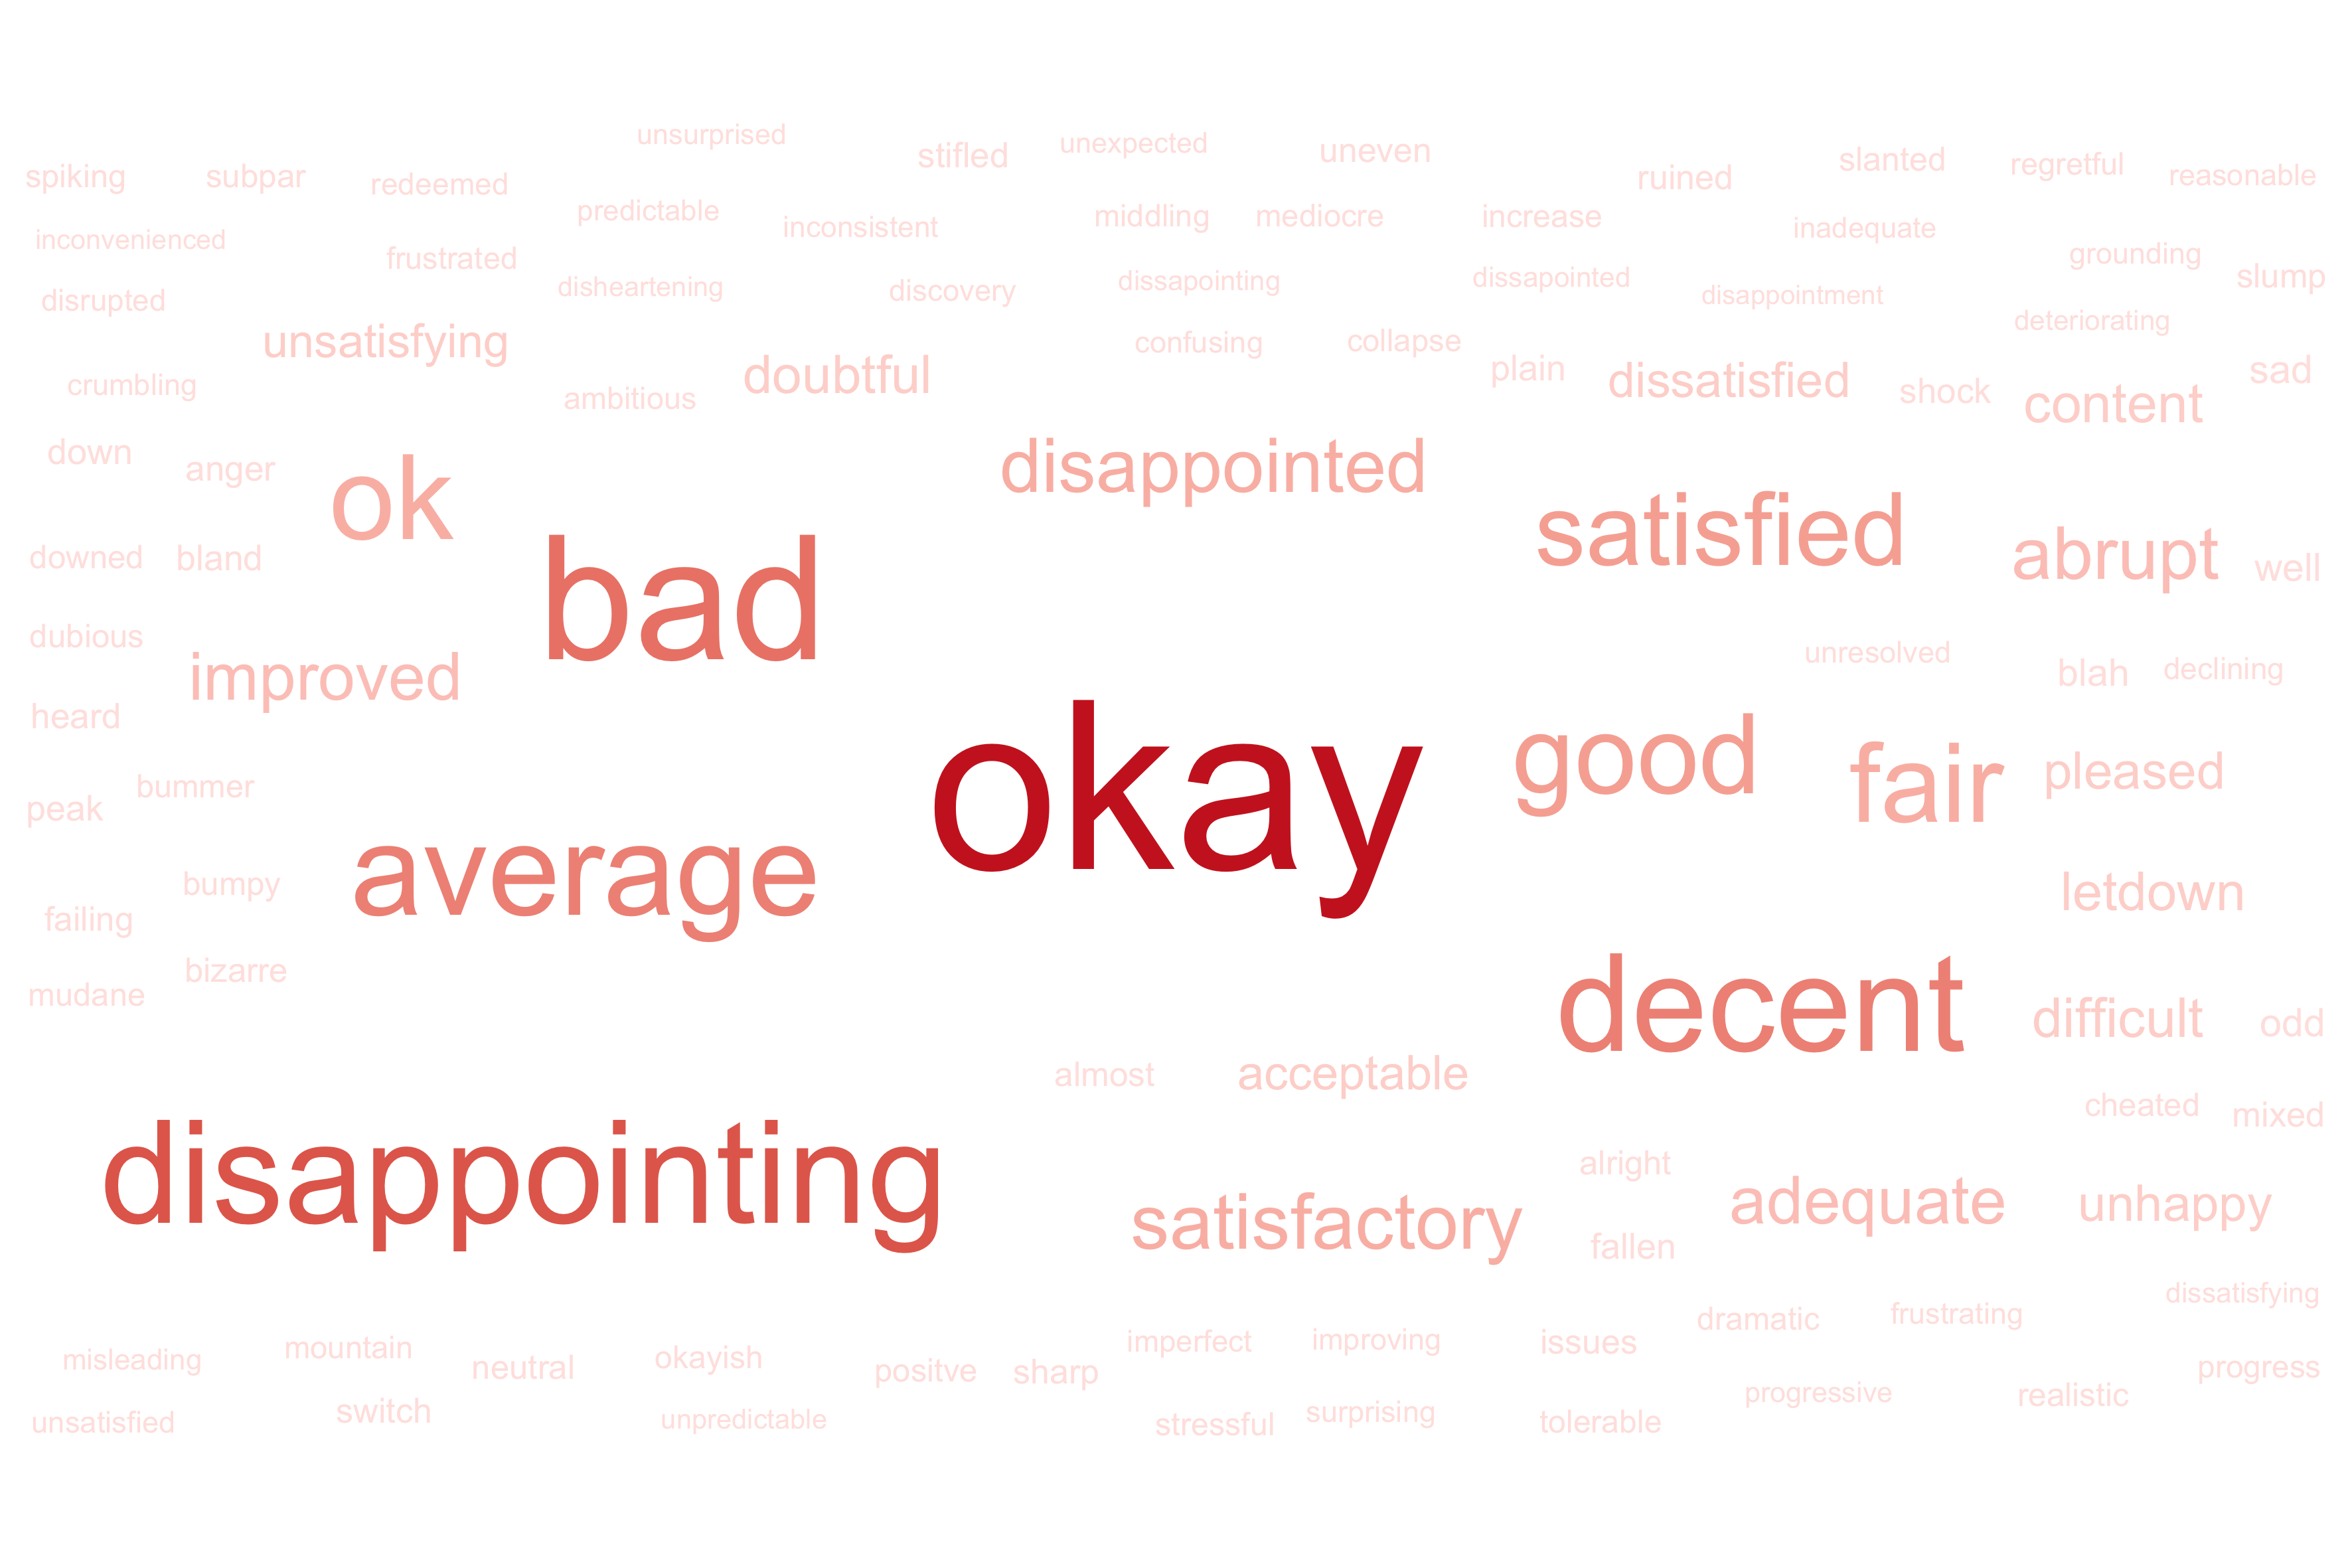 unsurprised
stifled
unexpected
uneven
spiking
subpar
redeemed
ruined
slanted
regretful
reasonable
predictable
inconsistent
middling
mediocre
increase
inadequate
inconvenienced
frustrated
grounding
disrupted
disheartening
discovery
dissapointing
dissapointed
disappointment
slump
unsatisfying
confusing
collapse
deteriorating
crumbling
ambitious
doubtful
plain
dissatisfied
shock
content
sad
down
anger
ok
disappointed
satisfied
abrupt
well
downed
bland
bad
dubious
improved
unresolved
blah
declining
heard
okay
good
fair
pleased
peak
bummer
average
bumpy
letdown
failing
mudane
bizarre
decent
difficult
odd
almost
acceptable
cheated
mixed
disappointing
satisfactory
alright
adequate
unhappy
fallen
dissatisfying
misleading
mountain
neutral
okayish
positve
sharp
imperfect
improving
issues
dramatic
frustrating
progress
unsatisfied
switch
unpredictable
stressful
surprising
tolerable
progressive
realistic